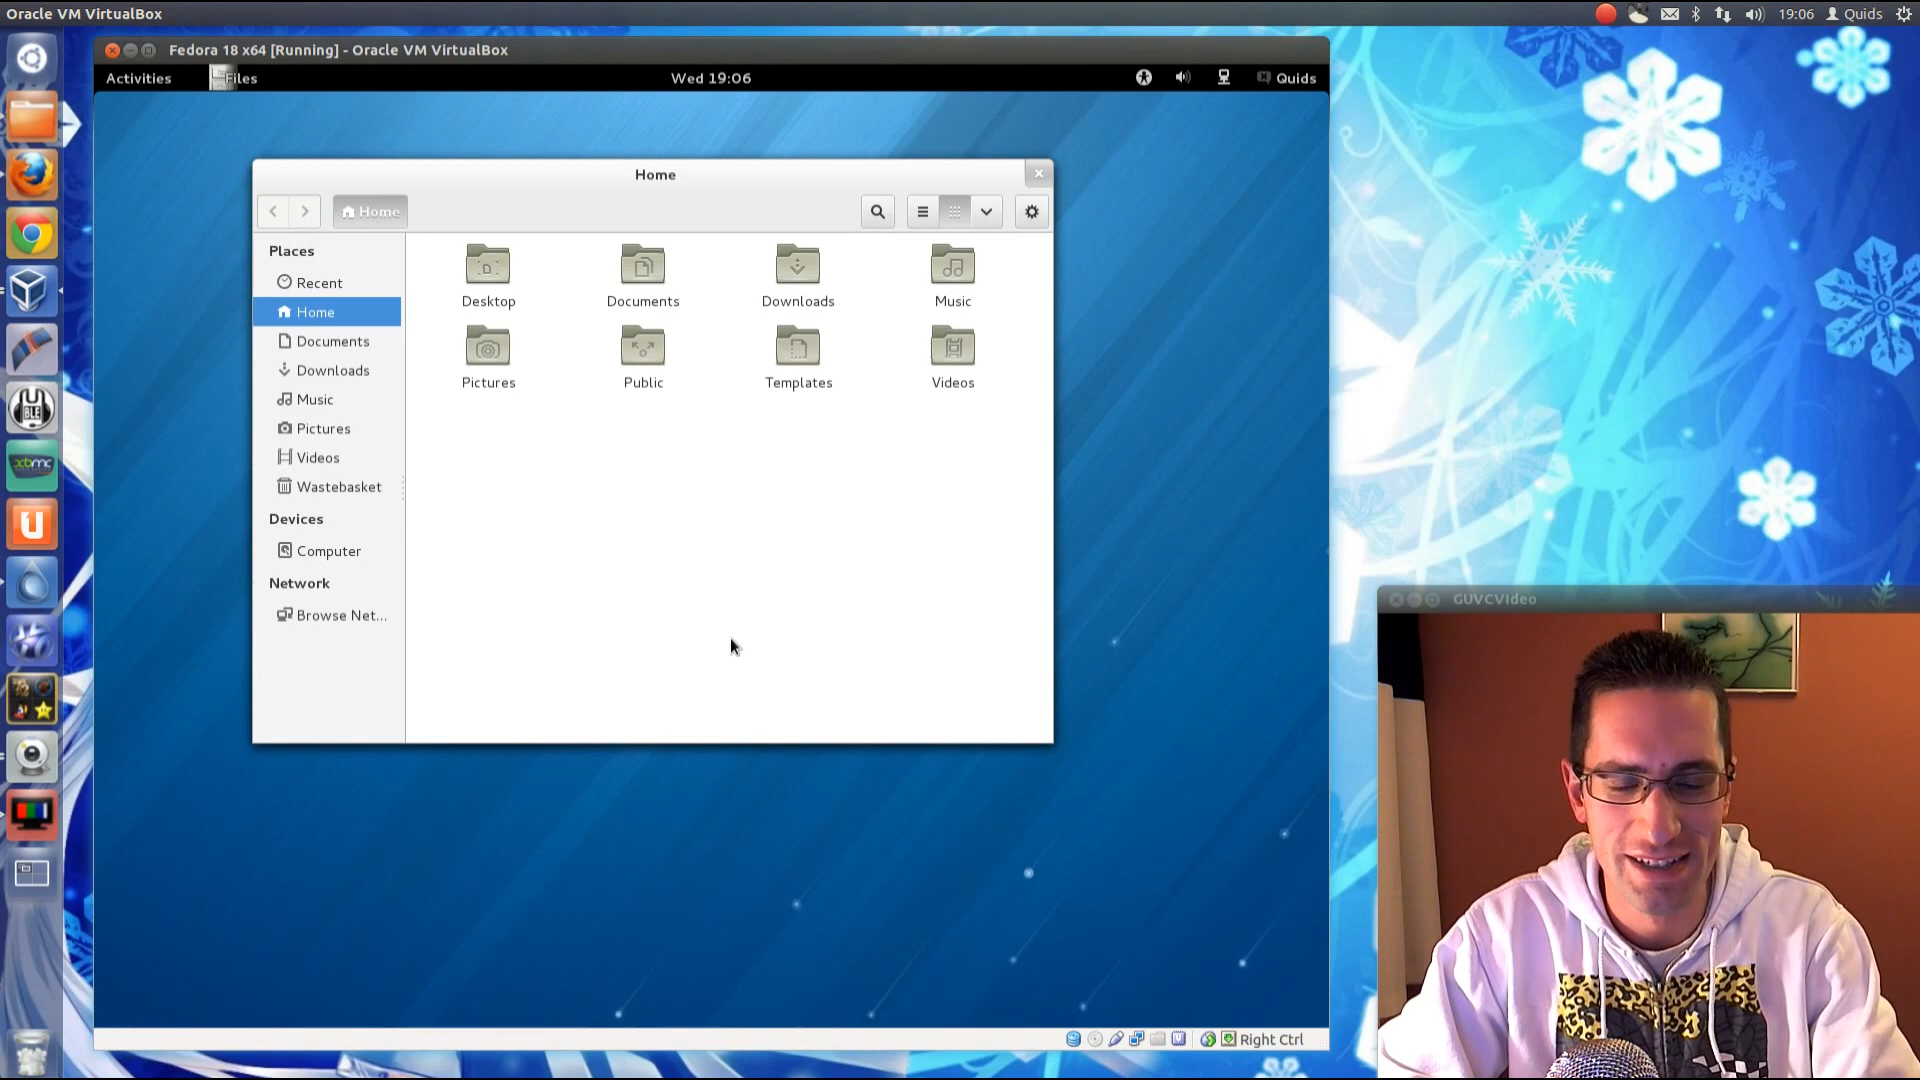 Oracle VM VirtualBox
19:06 Quids
Fedora 18 x64 [Running] - Oracle VM VirtualBox
Activities Files Wed 19:06 Quids
Home
Home
Places
Recent
Home
Documents
Downloads
Music
Pictures
Videos
Wastebasket
Devices
Computer
Network
Browse Net...
Desktop Documents Downloads Music
Pictures Public Templates Videos
GUVCVideo
BLE
xbmc
U
Right Ctrl